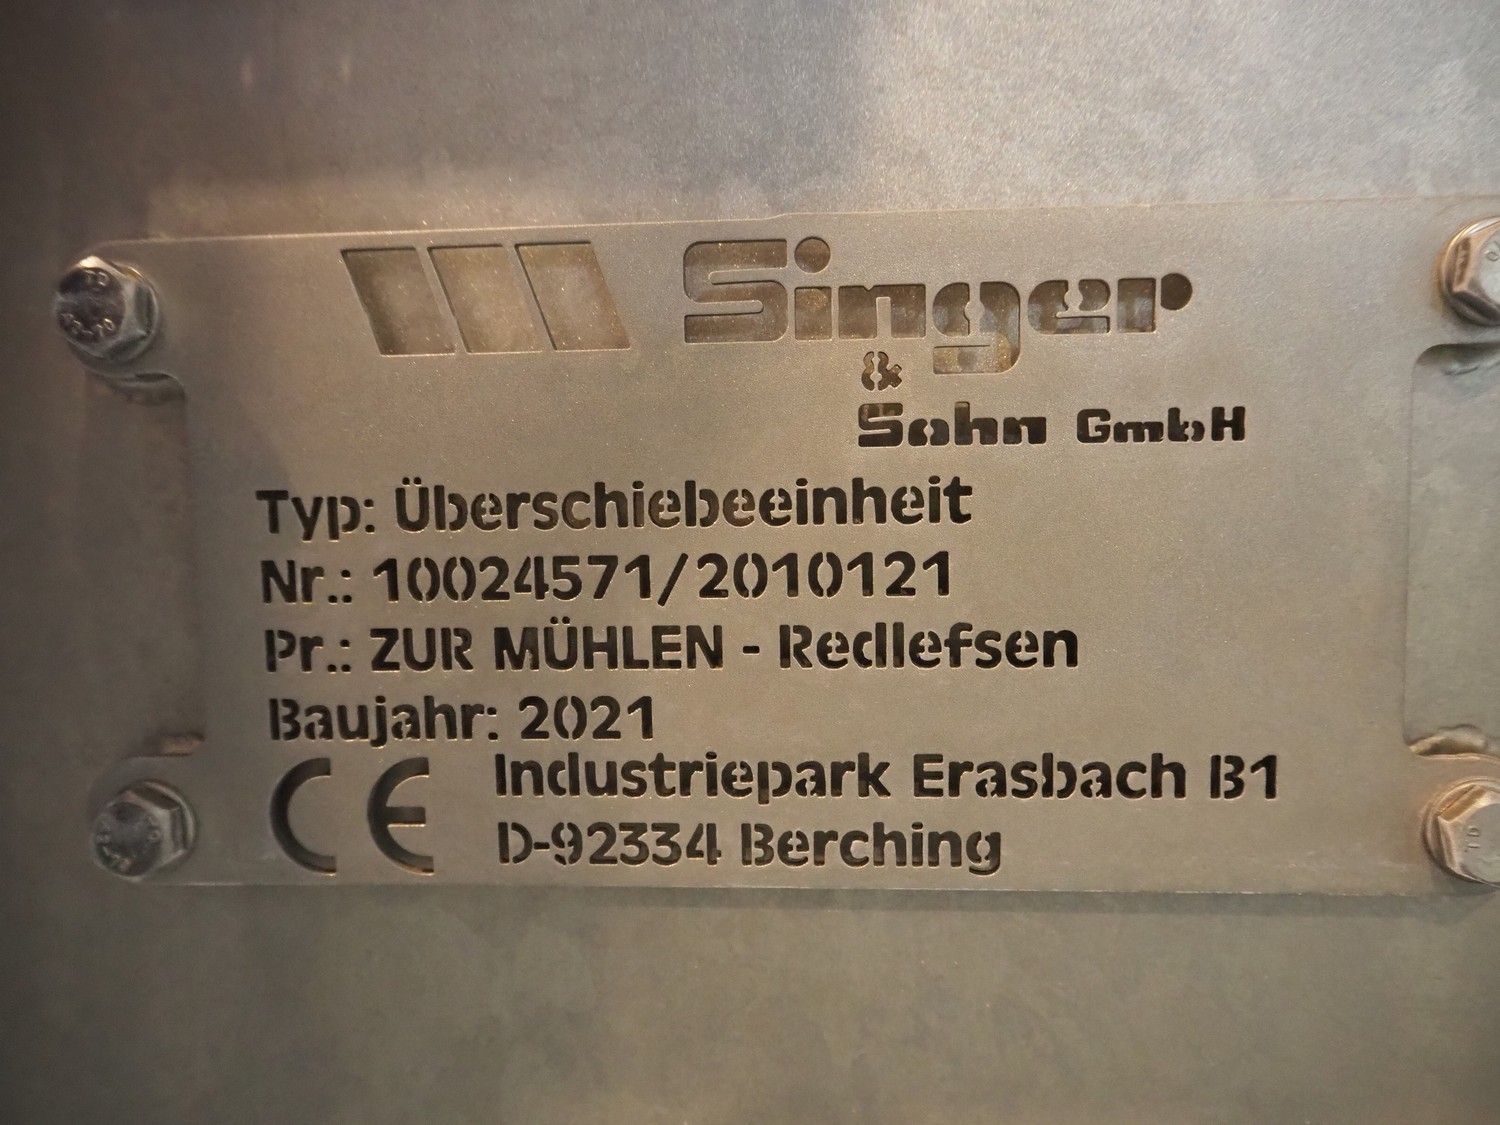 Singer
&
Sohn GmbH
Typ: Überschiebeeinheit
Nr.: 10024571/2010121
Pr.: ZUR MÜHLEN - Redlefsen
Baujahr: 2021
CE
Industriepark Erasbach B1
D-92334 Berching